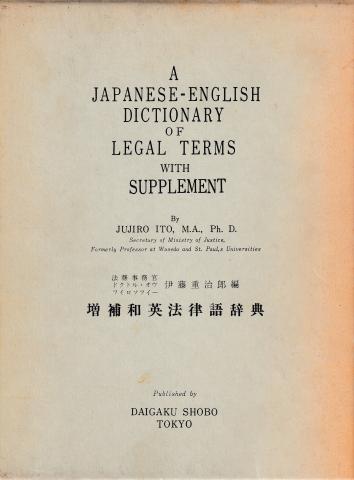 A
JAPANESE-ENGLISH
DICTIONARY
OF
LEGAL TERMS
WITH
SUPPLEMENT
By
JUJIRO ITO, M.A., Ph. D.
Secretary of Ministry of Justice,
Formerly Professor at Waseda and St. Paul,s Universities
法務事務官
ドクトル・オヴ 伊藤重治郎編
フイロソフイー
増補和英法律語辞典
Published by
DAIGAKU SHOBO
TOKYO